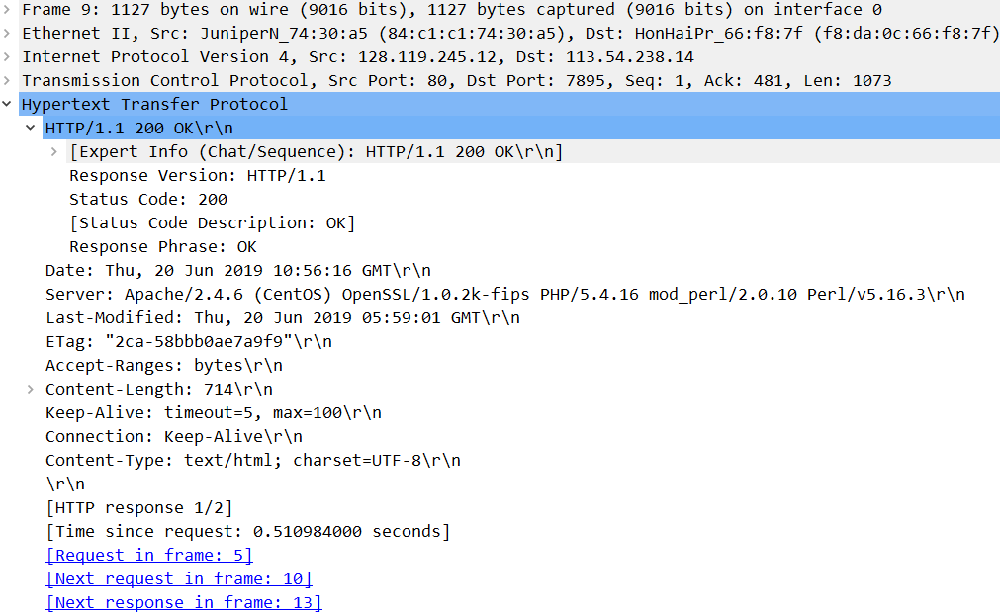 Frame 9: 1127 bytes on wire (9016 bits), 1127 bytes captured (9016 bits) on interface 0
Ethernet II, Src: JuniperN_74:30:a5 (84:c1:c1:74:30:a5), Dst: HonHaiPr_66:f8:7f (f8:da:0c:66:f8:7f)
Internet Protocol Version 4, Src: 128.119.245.12, Dst: 113.54.238.14
Transmission Control Protocol, Src Port: 80, Dst Port: 7895, Seq: 1, Ack: 481, Len: 1073
Hypertext Transfer Protocol
HTTP/1.1 200 OK\r\n
[Expert Info (Chat/Sequence): HTTP/1.1 200 OK\r\n]
Response Version: HTTP/1.1
Status Code: 200
[Status Code Description: OK]
Response Phrase: OK
Date: Thu, 20 Jun 2019 10:56:16 GMT\r\n
Server: Apache/2.4.6 (CentOS) OpenSSL/1.0.2k-fips PHP/5.4.16 mod_perl/2.0.10 Perl/v5.16.3\r\n
Last-Modified: Thu, 20 Jun 2019 05:59:01 GMT\r\n
ETag: "2ca-58bbb0ae7a9f9"\r\n
Accept-Ranges: bytes\r\n
Content-Length: 714\r\n
Keep-Alive: timeout=5, max=100\r\n
Connection: Keep-Alive\r\n
Content-Type: text/html; charset=UTF-8\r\n
\r\n
[HTTP response 1/2]
[Time since request: 0.510984000 seconds]
[Request in frame: 5]
[Next request in frame: 10]
[Next response in frame: 13]